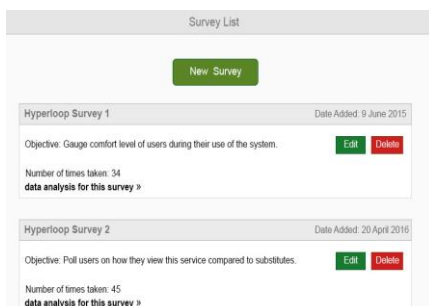 Survey List
New Survey
Hyperloop Survey 1 Date Added: 9 June 2015
Objective: Gauge comfort level of users during their use of the system. Edit Delete
Number of times taken: 34
data analysis for this survey »
Hyperloop Survey 2 Date Added: 20 April 2016
Objective: Poll users on how they view this service compared to substitutes. Edit Delete
Number of times taken: 45
data analysis for this survey »